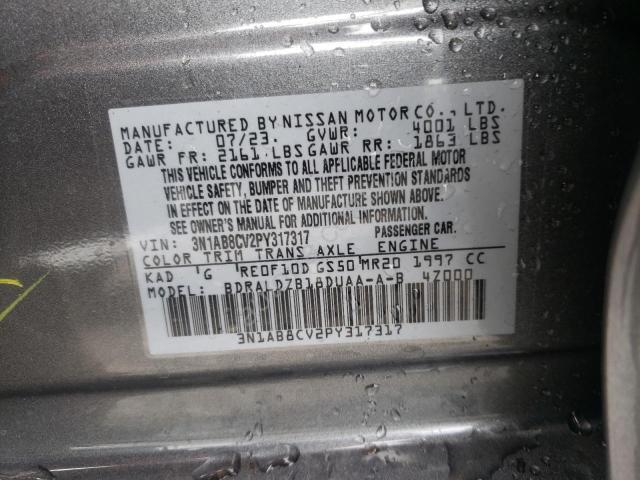 MANUFACTURED BY NISSAN MOTOR CO., LTD.
DATE: 07/23. GVWR: 4001 LBS
GAWR FR: 2161 LBS GAWR RR: 1863 LBS
THIS VEHICLE CONFORMS TO ALL APPLICABLE FEDERAL MOTOR
VEHICLE SAFETY, BUMPER AND THEFT PREVENTION STANDARDS
IN EFFECT ON THE DATE OF MANUFACTURE SHOWN ABOVE.
SEE OWNER'S MANUAL FOR ADDITIONAL INFORMATION.
VIN: 3N1AB8CV2PY317317 PASSENGER CAR.
COLOR TRIM TRANS AXLE ENGINE
KAD G RE0F10D GS50 MR20 1997 CC
MODEL: BDRALDZB18DUAA-A-B 4Z000
3N1AB8CV2PY317317